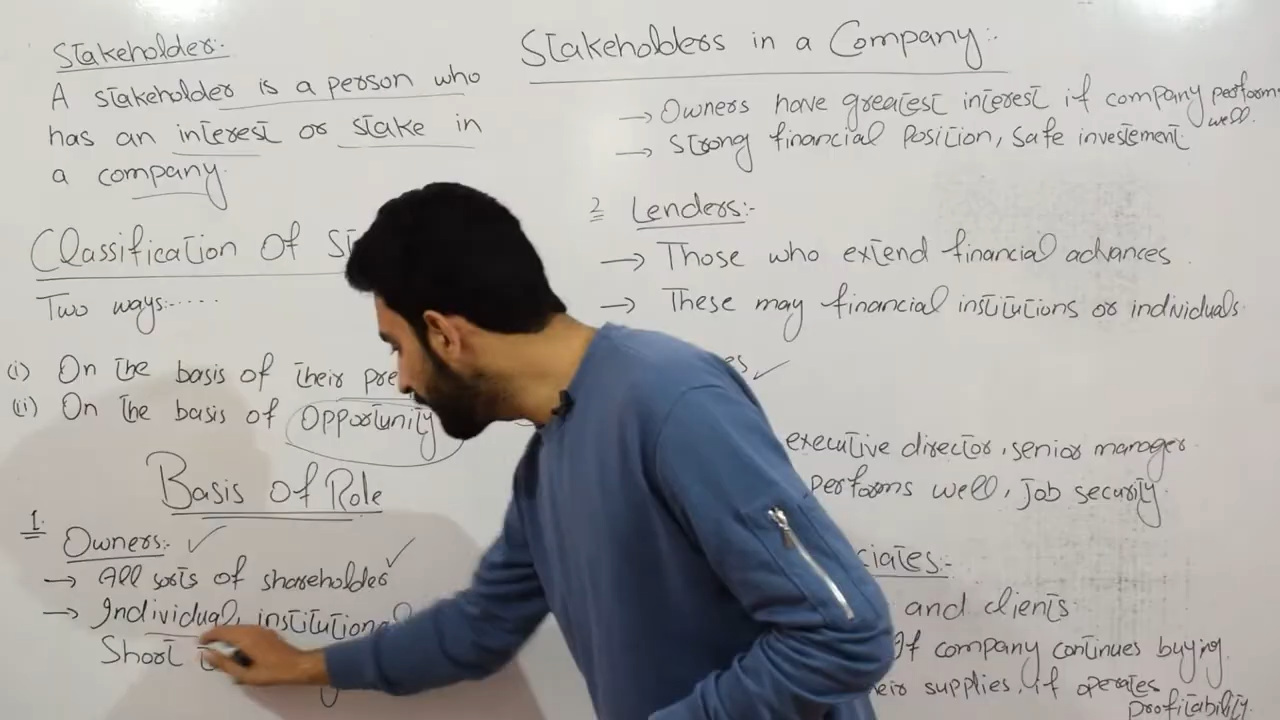 Stakeholder:-
A stakeholder is a person who
has an interest or stake in
a company.
Classification Of
Two ways:-....
(i) On the basis of their
(ii) On the basis of Opportunity
Basis of Role
1. Owners:-
→ All sorts of shareholder
→ Individual, institutional
Short
Stakeholders in a Company:-
→ Owners have greatest interest if company perform
well.
→ Strong financial Position, Safe investement.
2 Lenders:-
→ Those who extend financial advances
→ These may financial institutions or individuals.
executive director, senior manager
performs well, job security.
and clients
If company continues buying
supplies, if operates
profitability.